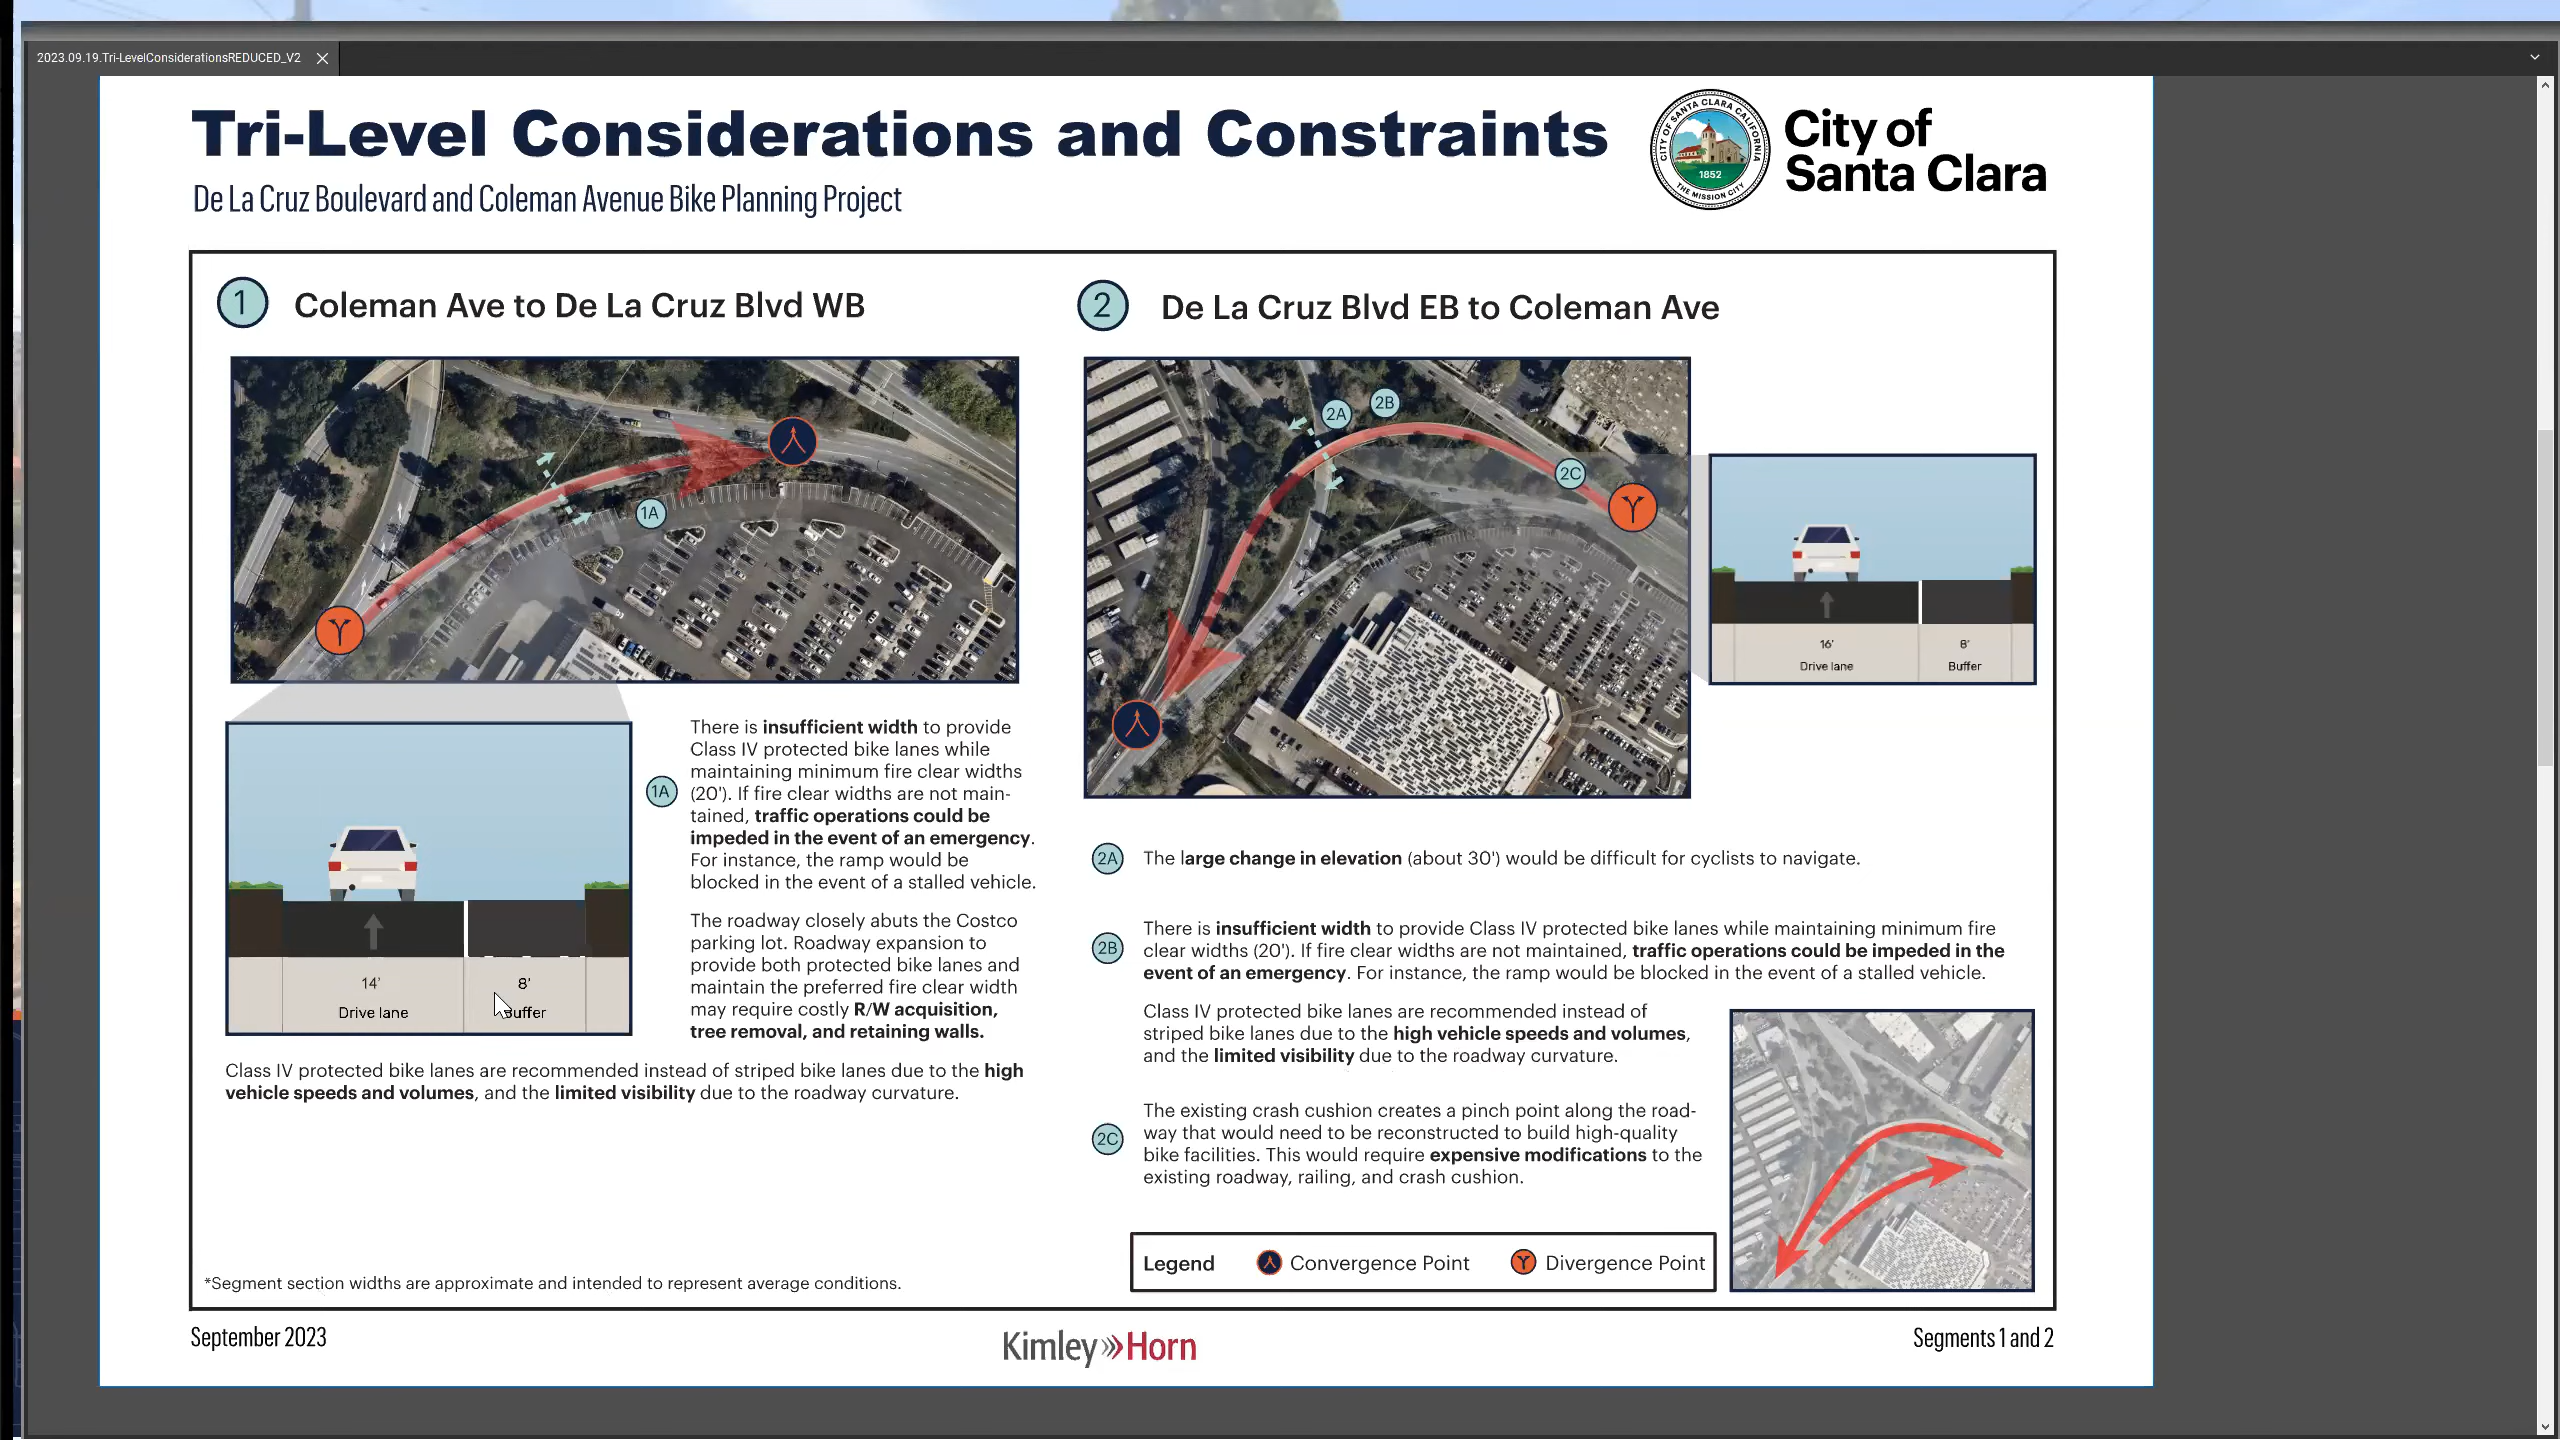 2023.09.19.Tri-LevelConsiderationsREDUCED_V2
Tri-Level Considerations and Constraints
De La Cruz Boulevard and Coleman Avenue Bike Planning Project
CITY OF SANTA CLARA CALIFORNIA
1852
THE MISSION CITY
City of
Santa Clara
1 Coleman Ave to De La Cruz Blvd WB
1A
14'
8'
Drive lane
Buffer
1A
There is insufficient width to provide
Class IV protected bike lanes while
maintaining minimum fire clear widths
(20'). If fire clear widths are not main-
tained, traffic operations could be
impeded in the event of an emergency.
For instance, the ramp would be
blocked in the event of a stalled vehicle.
The roadway closely abuts the Costco
parking lot. Roadway expansion to
provide both protected bike lanes and
maintain the preferred fire clear width
may require costly R/W acquisition,
tree removal, and retaining walls.
Class IV protected bike lanes are recommended instead of striped bike lanes due to the high
vehicle speeds and volumes, and the limited visibility due to the roadway curvature.
*Segment section widths are approximate and intended to represent average conditions.
2 De La Cruz Blvd EB to Coleman Ave
2A
2B
2C
16'
8'
Drive lane
Buffer
2A
The large change in elevation (about 30') would be difficult for cyclists to navigate.
2B
There is insufficient width to provide Class IV protected bike lanes while maintaining minimum fire
clear widths (20'). If fire clear widths are not maintained, traffic operations could be impeded in the
event of an emergency. For instance, the ramp would be blocked in the event of a stalled vehicle.
Class IV protected bike lanes are recommended instead of
striped bike lanes due to the high vehicle speeds and volumes,
and the limited visibility due to the roadway curvature.
2C
The existing crash cushion creates a pinch point along the road-
way that would need to be reconstructed to build high-quality
bike facilities. This would require expensive modifications to the
existing roadway, railing, and crash cushion.
Legend
Convergence Point
Divergence Point
September 2023
Kimley»Horn
Segments 1 and 2